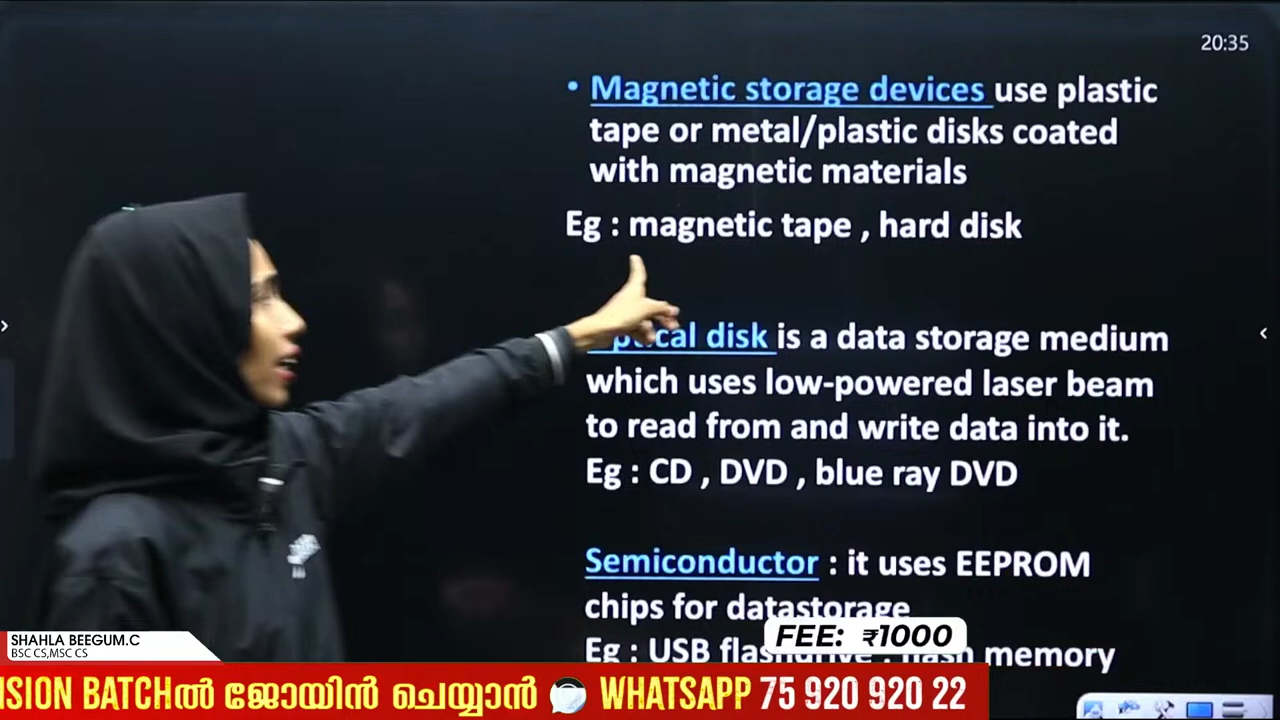 20:35
• Magnetic storage devices use plastic
tape or metal/plastic disks coated
with magnetic materials
Eg : magnetic tape , hard disk
disk is a data storage medium
which uses low-powered laser beam
to read from and write data into it.
Eg : CD , DVD , blue ray DVD
Semiconductor : it uses EEPROM
chips for datastorage
Eg : USB flashdrive , flash memory
FEE: ₹1000
SHAHLA BEEGUM.C
BSC CS,MSC CS
ISION BATCHൽ ജോയിൻ ചെയ്യാൻ WHATSAPP 75 920 920 22